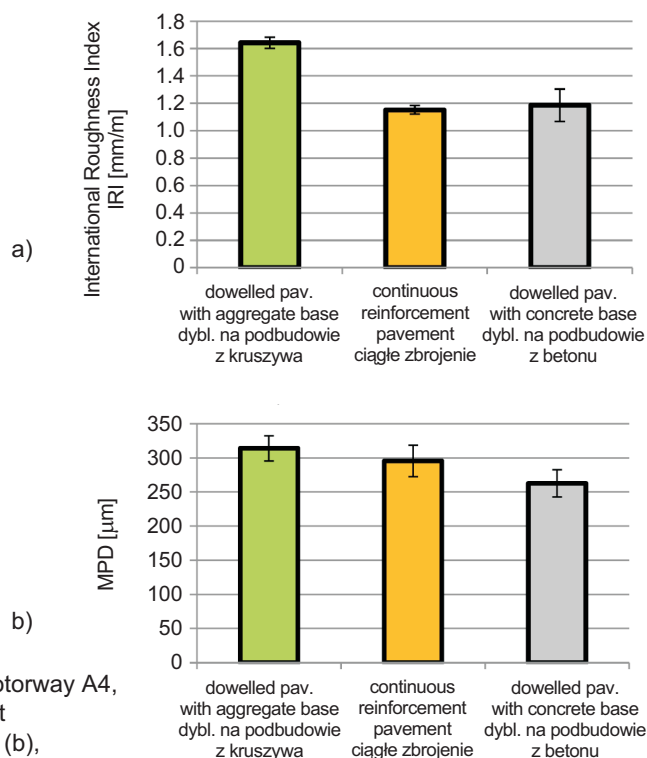 International Roughness Index
IRI [mm/m]
1.8
1.6
1.4
1.2
1.0
0.8
0.6
0.4
0.2
0
a)
dowelled pav.
with aggregate base
dybl. na podbudowie
z kruszywa
continuous
reinforcement
pavement
ciągłe zbrojenie
dowelled pav.
with concrete base
dybl. na podbudowie
z betonu
MPD [µm]
350
300
250
200
150
100
50
0
b)
dowelled pav.
with aggregate base
dybl. na podbudowie
z kruszywa
continuous
reinforcement
pavement
ciągłe zbrojenie
dowelled pav.
with concrete base
dybl. na podbudowie
z betonu
otorway A4,
t
(b),